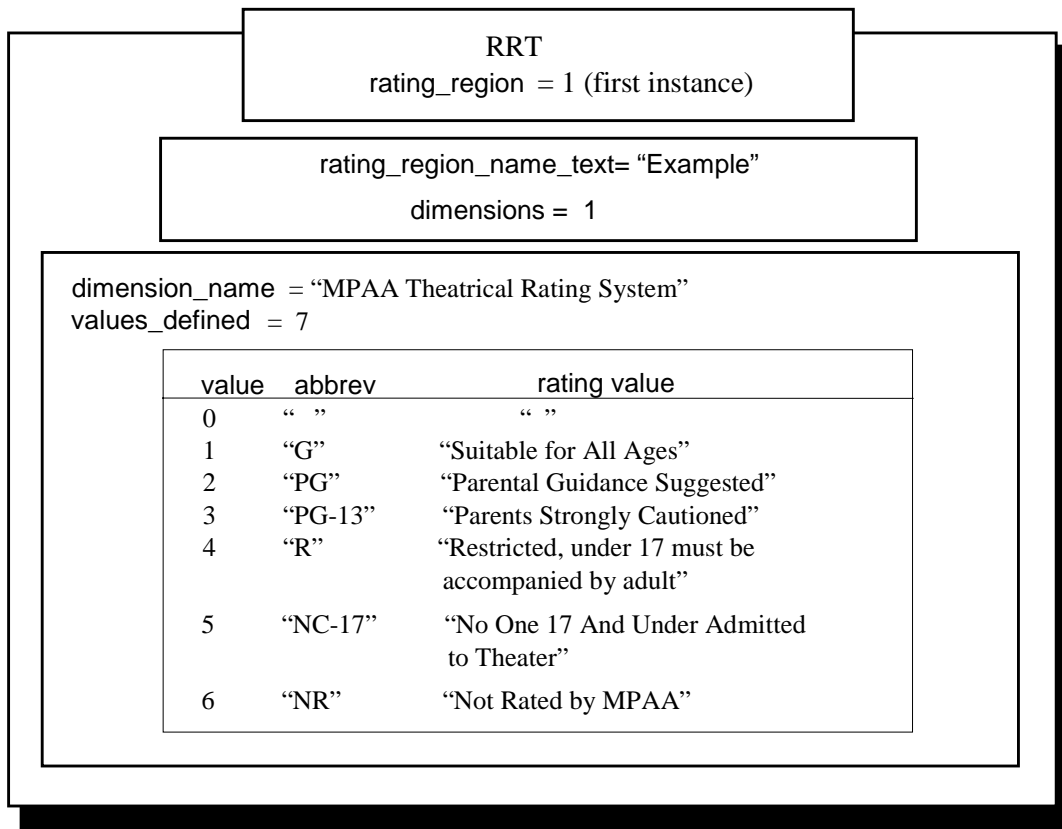 RRT
rating_region = 1 (first instance)
rating_region_name_text= “Example”
dimensions = 1
dimension_name = “MPAA Theatrical Rating System”
values_defined = 7
value abbrev rating value
0 “ ” “ ”
1 “G” “Suitable for All Ages”
2 “PG” “Parental Guidance Suggested”
3 “PG-13” “Parents Strongly Cautioned”
4 “R” “Restricted, under 17 must be
accompanied by adult”
5 “NC-17” “No One 17 And Under Admitted
to Theater”
6 “NR” “Not Rated by MPAA”